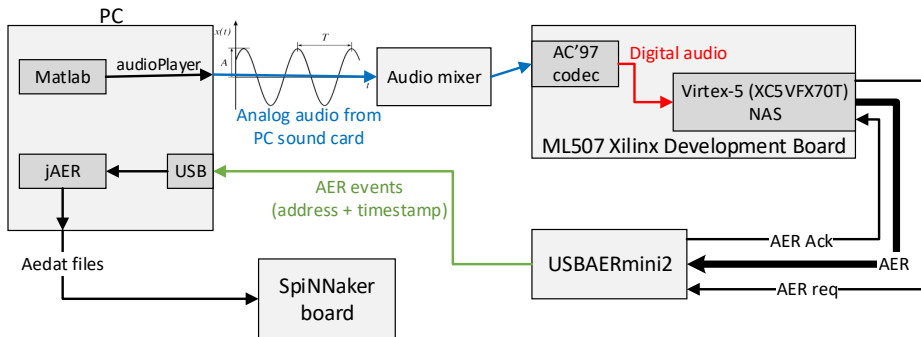 PC
Matlab
audioPlayer
x(t)
T
A
t
Analog audio from
PC sound card
Audio mixer
AC'97
codec
Digital audio
Virtex-5 (XC5VFX70T)
NAS
ML507 Xilinx Development Board
jAER
USB
AER events
(address + timestamp)
USBAERmini2
AER Ack
AER
AER req
Aedat files
SpiNNaker
board